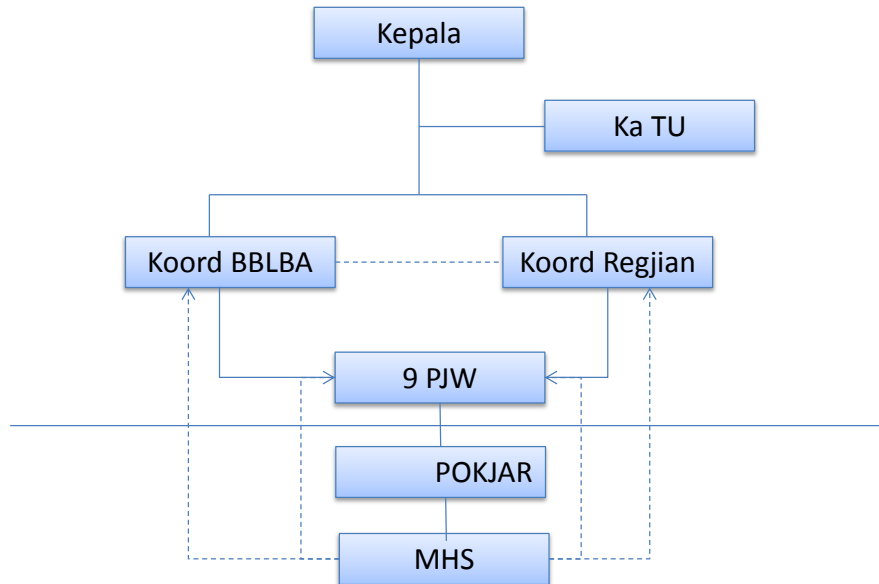 Kepala
Ka TU
Koord BBLBA
Koord Regjian
9 PJW
POKJAR
MHS